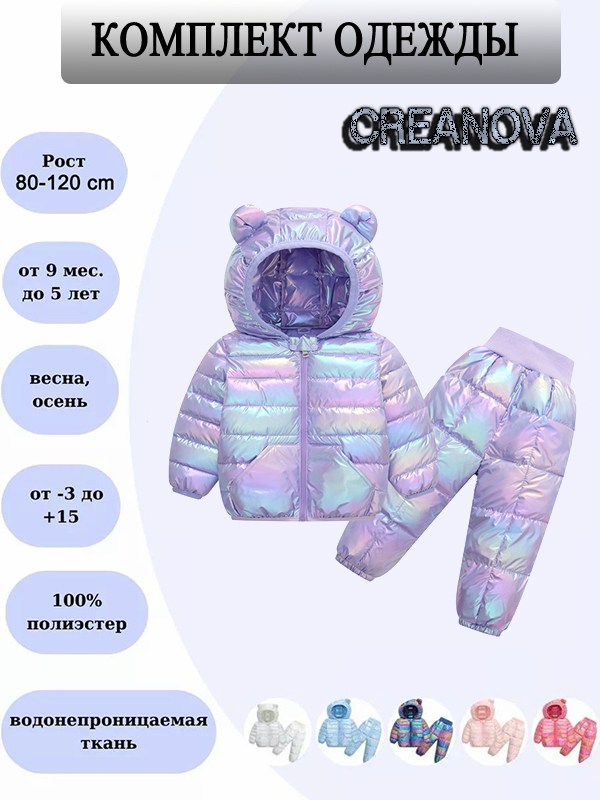 КОМПЛЕКТ ОДЕЖДЫ
CREANOVA
Рост
80-120 cm
от 9 мес.
до 5 лет
весна,
осень
от -3 до
+15
100%
полиэстер
водонепроницаемая
ткань